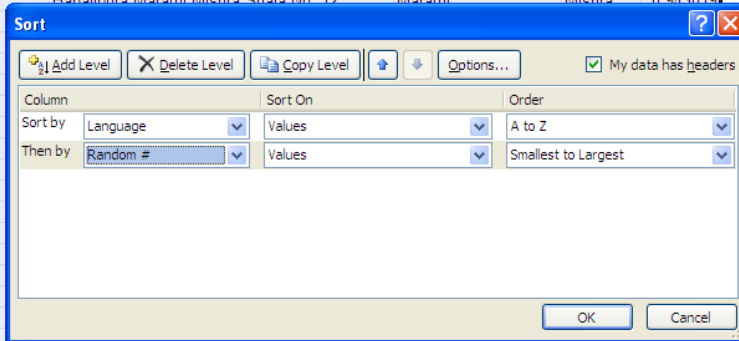 Sort
Add Level Delete Level Copy Level Options... My data has headers
Column Sort On Order
Sort by Language Values A to Z
Then by Random # Values Smallest to Largest
OK Cancel